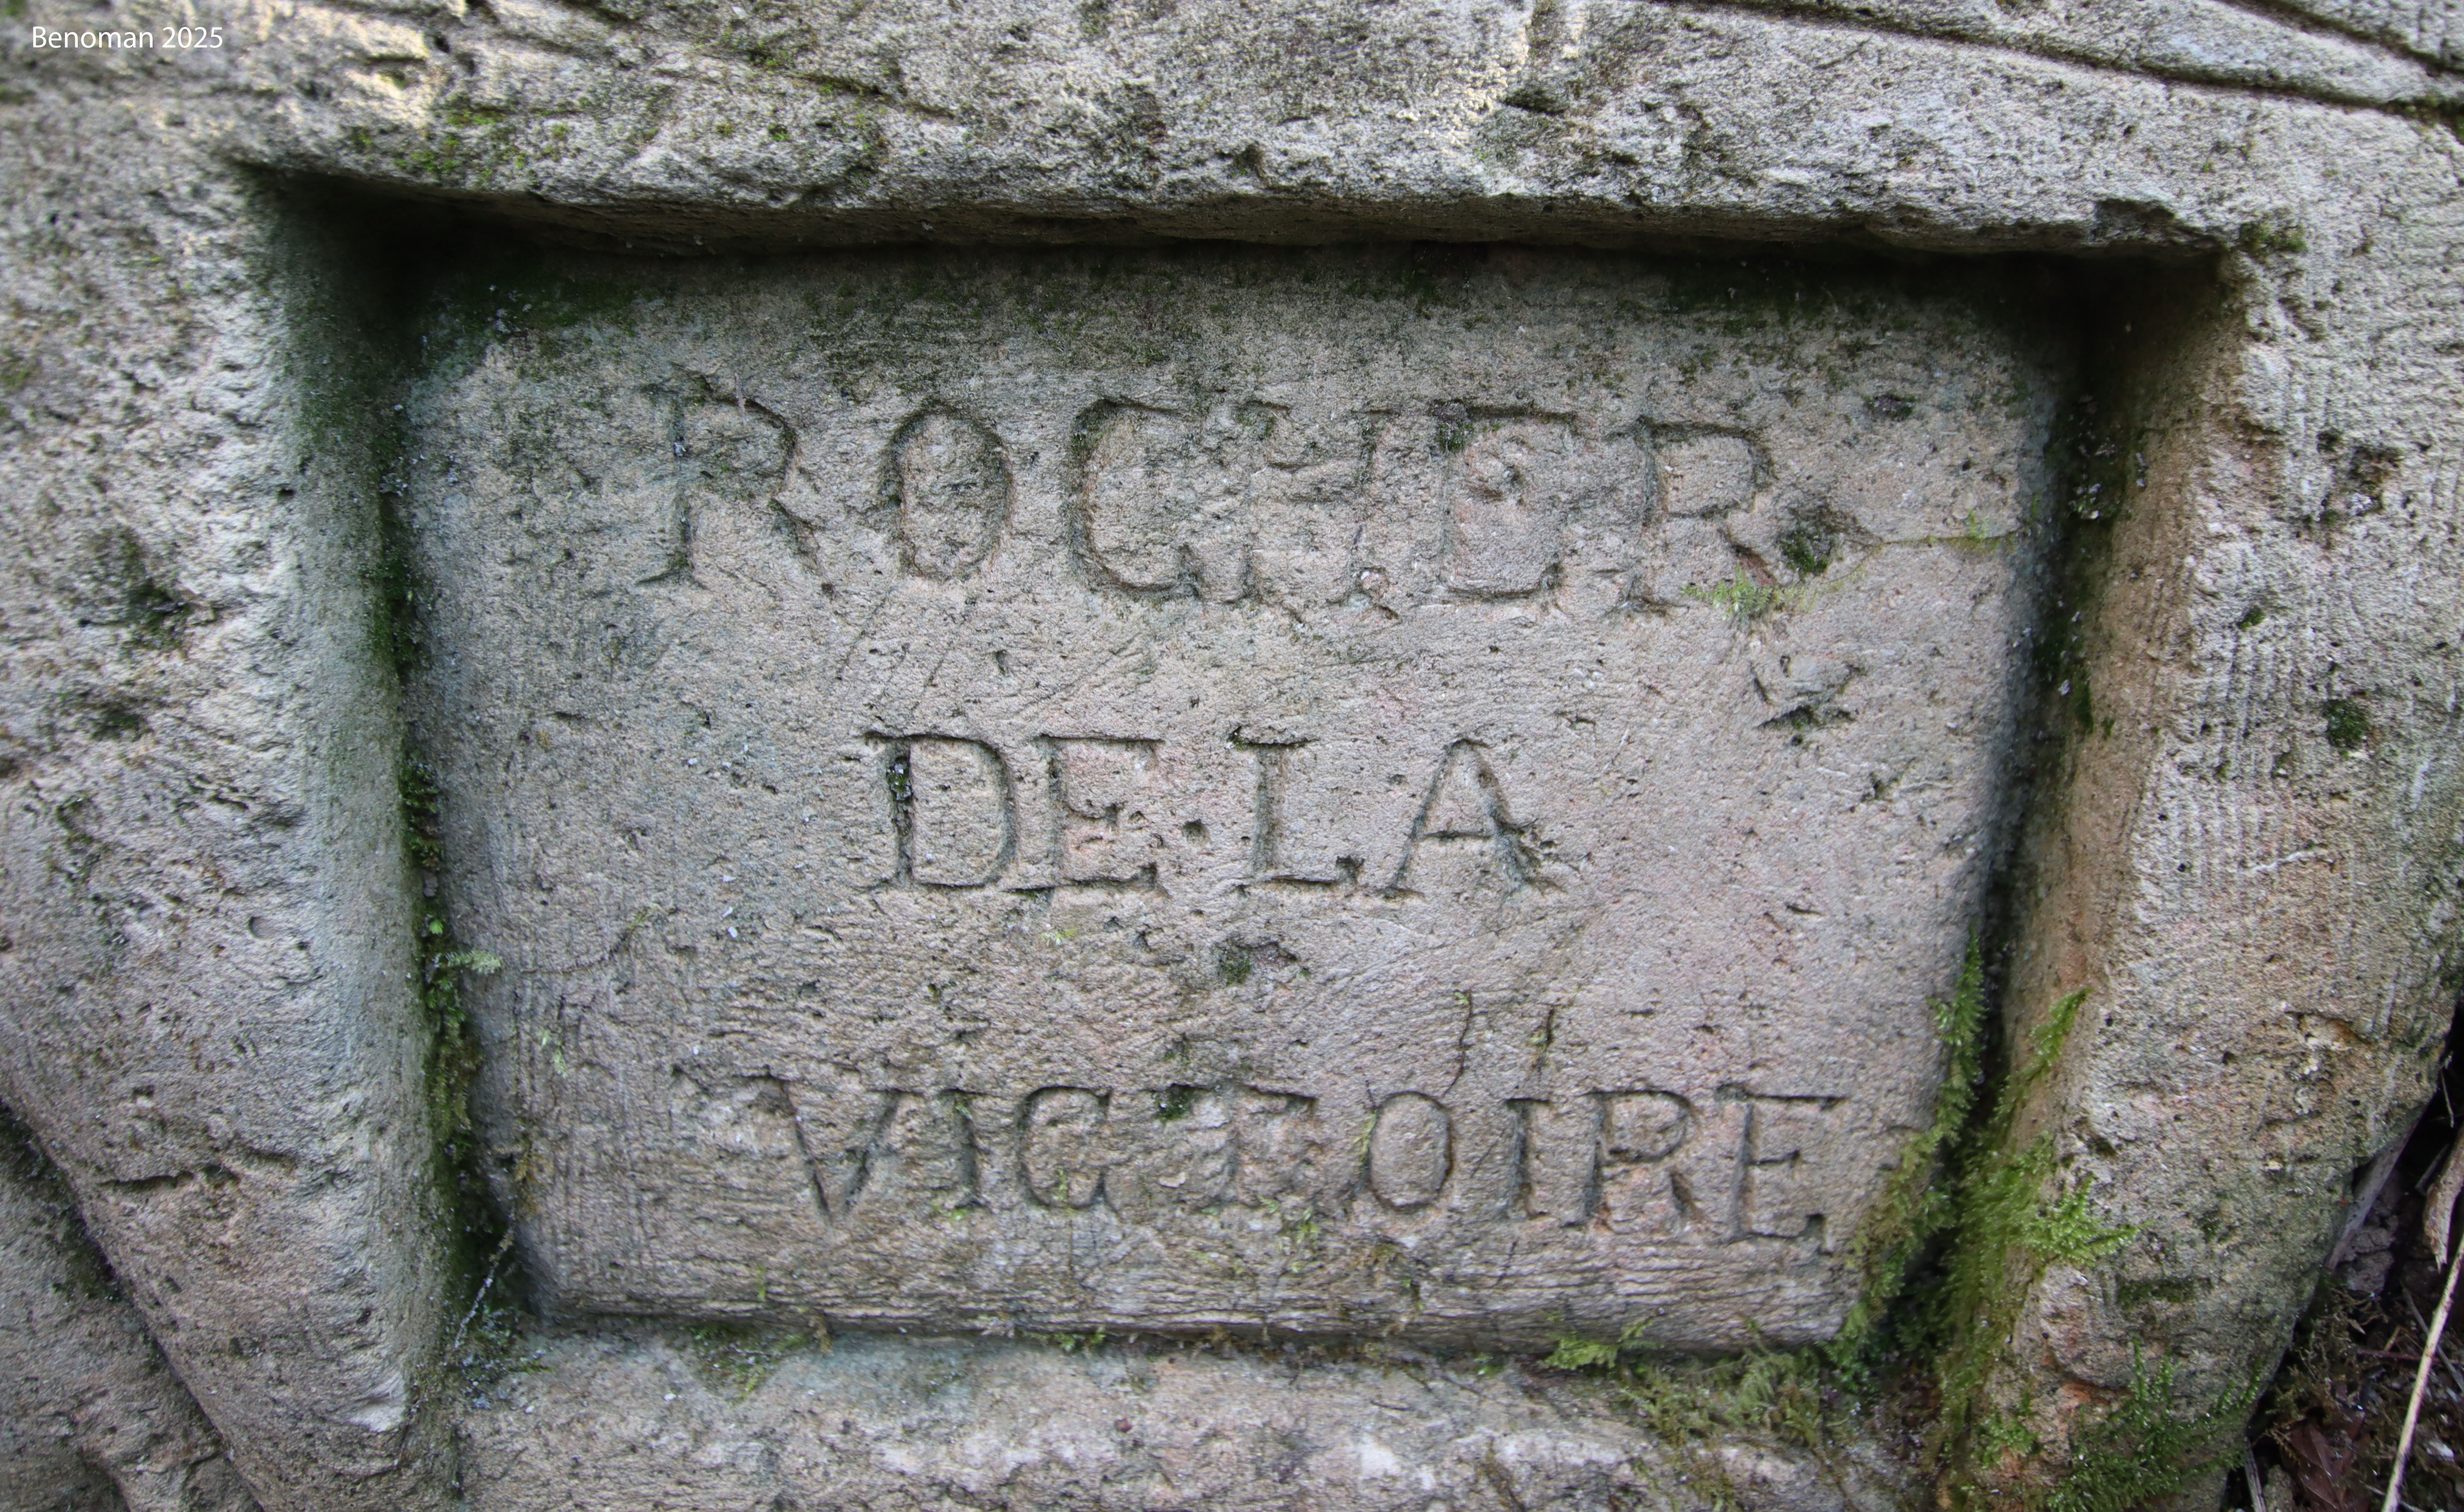 Benoman 2025
ROCHER
DE·LA
VICTOIRE